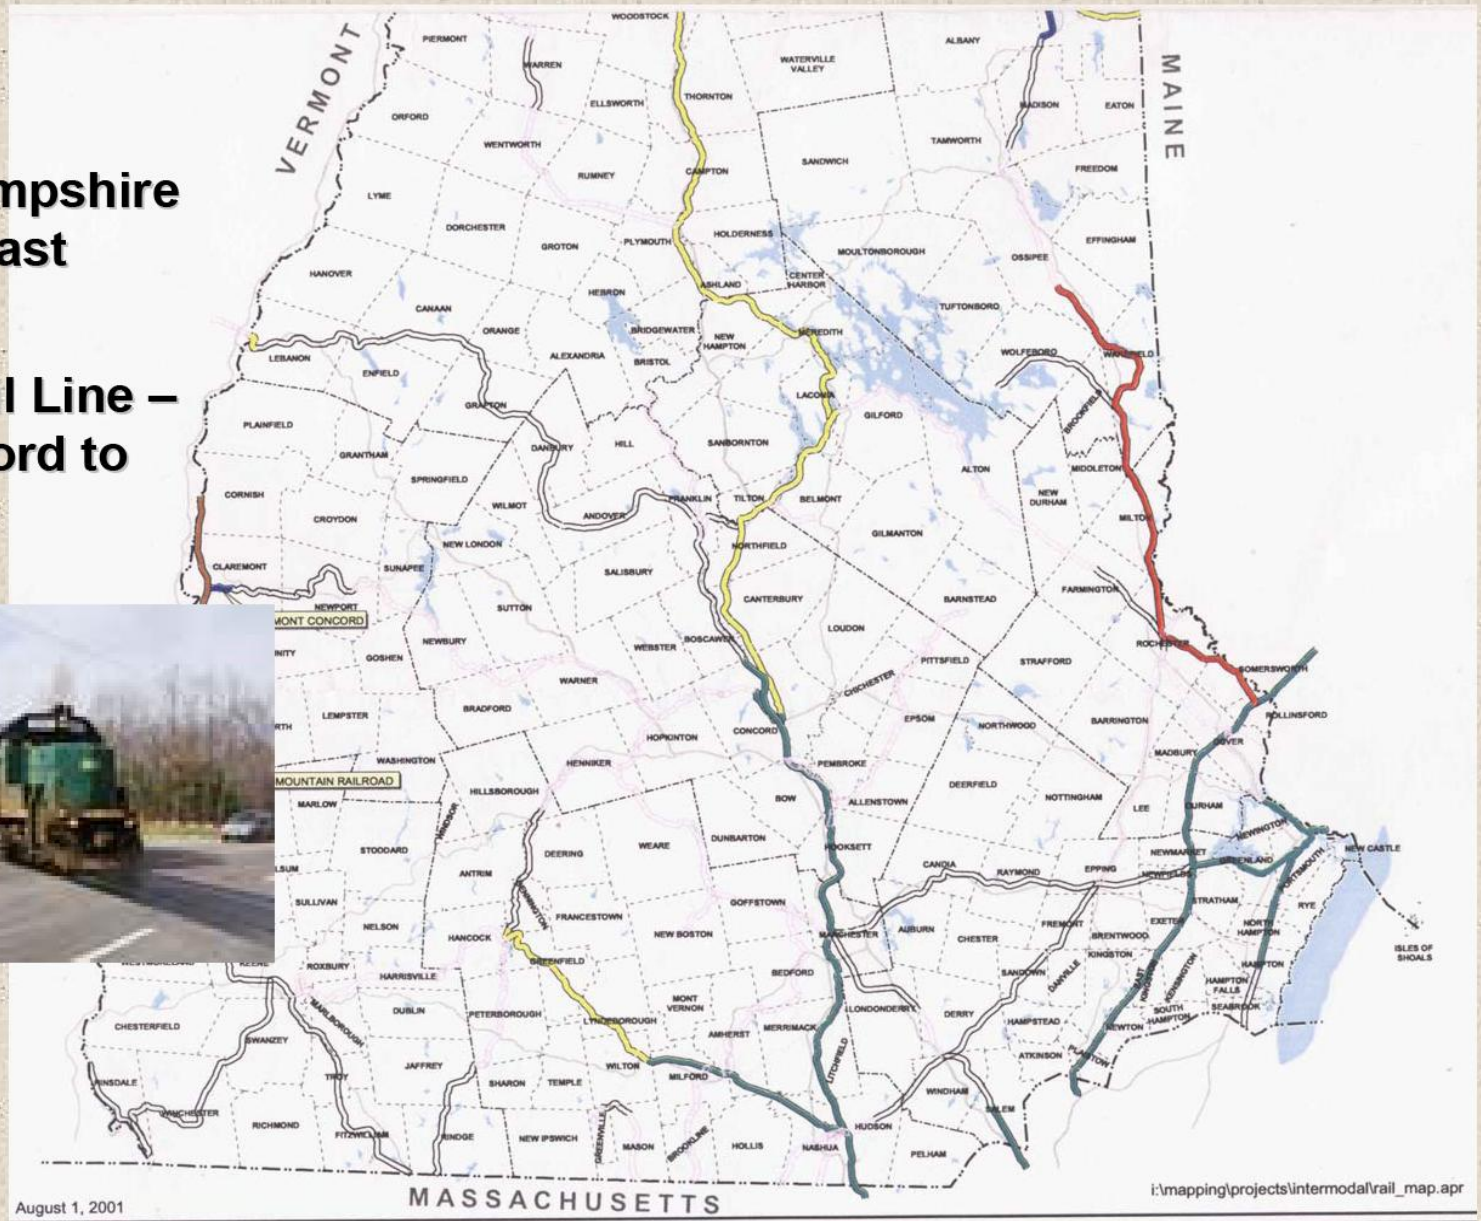 mpshire
ast
l Line –
ord to
VERMONT
MAINE
WOODSTOCK
PIERMONT
ALBANY
WATERVILLE
VALLEY
WARREN
THORNTON
ELLSWORTH
MADISON
EATON
ORFORD
WENTWORTH
TAMWORTH
SANDWICH
FREEDOM
CAMPTON
RUMNEY
LYME
DORCHESTER
HOLDERNESS
PLYMOUTH
GROTON
MOULTONBOROUGH
EFFINGHAM
OSSIPEE
HANOVER
CENTER
HARBOR
ASHLAND
HEBRON
TUFTONBORO
CANAAN
ORANGE
BRIDGEWATER
NEW
HAMPTON
MEREDITH
LEBANON
ALEXANDRIA
BRISTOL
WOLFEBORO
WAKEFIELD
ENFIELD
LACONIA
GRAFTON
GILFORD
BROOKFIELD
PLAINFIELD
DANBURY
HILL
SANBORNTON
GRANTHAM
ALTON
MIDDLETON
SPRINGFIELD
CORNISH
WILMOT
FRANKLIN
TILTON
BELMONT
NEW
DURHAM
CROYDON
ANDOVER
MILTON
NEW LONDON
NORTHFIELD
GILMANTON
CLAREMONT
SUNAPEE
SALISBURY
FARMINGTON
NEWPORT
SUTTON
CANTERBURY
BARNSTEAD
MONT CONCORD
LOUDON
BOSCAWEN
NEWBURY
WEBSTER
ROCHESTER
NITY
GOSHEN
PITTSFIELD
STRAFFORD
SOMERSWORTH
WARNER
CHICHESTER
BRADFORD
LEMPSTER
RTH
EPSOM
NORTHWOOD
BARRINGTON
ROLLINSFORD
CONCORD
HOPKINTON
DOVER
MADBURY
WASHINGTON
HENNIKER
PEMBROKE
MOUNTAIN RAILROAD
HILLSBOROUGH
DEERFIELD
BOW
NOTTINGHAM
MARLOW
ALLENSTOWN
LEE
DURHAM
WINDSOR
DUNBARTON
NEWINGTON
STODDARD
DEERING
WEARE
HOOKSETT
NEWMARKET
GREENLAND
NEW CASTLE
LSUM
ANTRIM
CANDIA
RAYMOND
EPPING
NEWFIELDS
PORTSMOUTH
BENNINGTON
SULLIVAN
GOFFSTOWN
STRATHAM
RYE
FRANCESTOWN
NELSON
HANCOCK
NEW BOSTON
MANCHESTER
AUBURN
CHESTER
FREMONT
EXETER
BRENTWOOD
NORTH
HAMPTON
ISLES OF
SHOALS
WESTMORELAND
KEENE
ROXBURY
HARRISVILLE
GREENFIELD
BEDFORD
SANDOWN
DANVILLE
KINGSTON
EAST
KINGSTON
KENSINGTON
HAMPTON
HAMPTON
FALLS
SEABROOK
MARLBOROUGH
DUBLIN
PETERBOROUGH
LYNDEBOROUGH
MONT
VERNON
LONDONDERRY
DERRY
HAMPSTEAD
SOUTH
HAMPTON
CHESTERFIELD
SWANZEY
AMHERST
MERRIMACK
NEWTON
LITCHFIELD
ATKINSON
PLAISTOW
JAFFREY
WILTON
MILFORD
HINSDALE
TROY
SHARON
TEMPLE
WINDHAM
WINCHESTER
SALEM
RICHMOND
FITZWILLIAM
RINDGE
NEW IPSWICH
GREENVILLE
MASON
BROOKLINE
HOLLIS
NASHUA
HUDSON
PELHAM
MASSACHUSETTS
August 1, 2001
i:\mapping\projects\intermodal\rail_map.apr